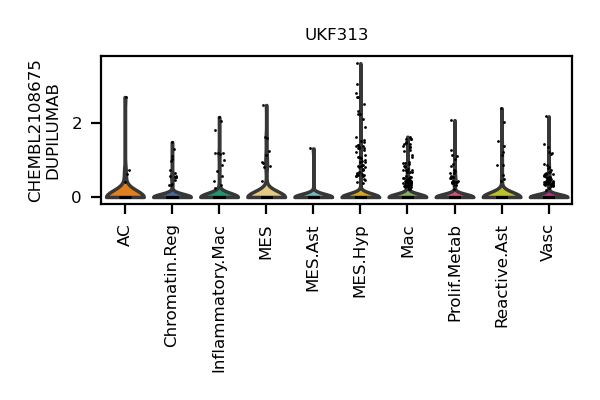 UKF313
CHEMBL2108675
DUPILUMAB
2
0
AC
Chromatin.Reg
Inflammatory.Mac
MES
MES.Ast
MES.Hyp
Mac
Prolif.Metab
Reactive.Ast
Vasc